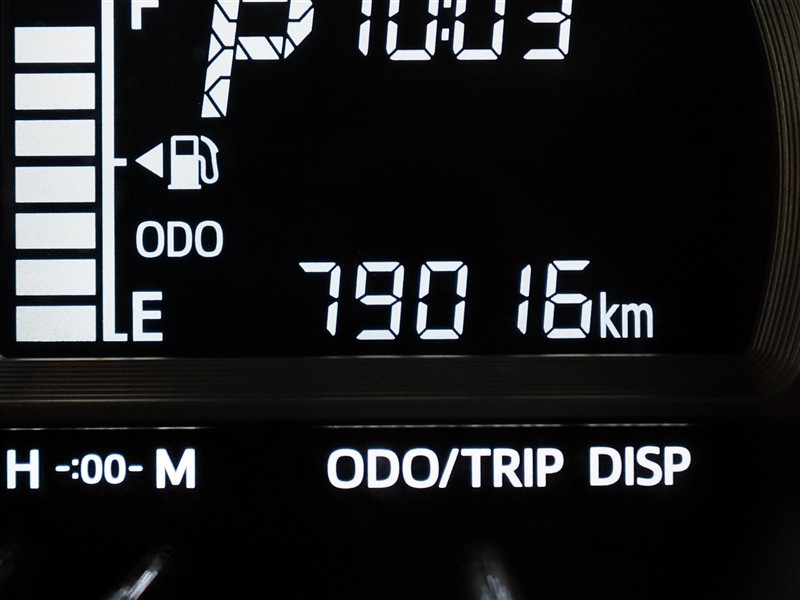 F P 10:03
ODO
E 79016km
H -:00- M ODO/TRIP DISP